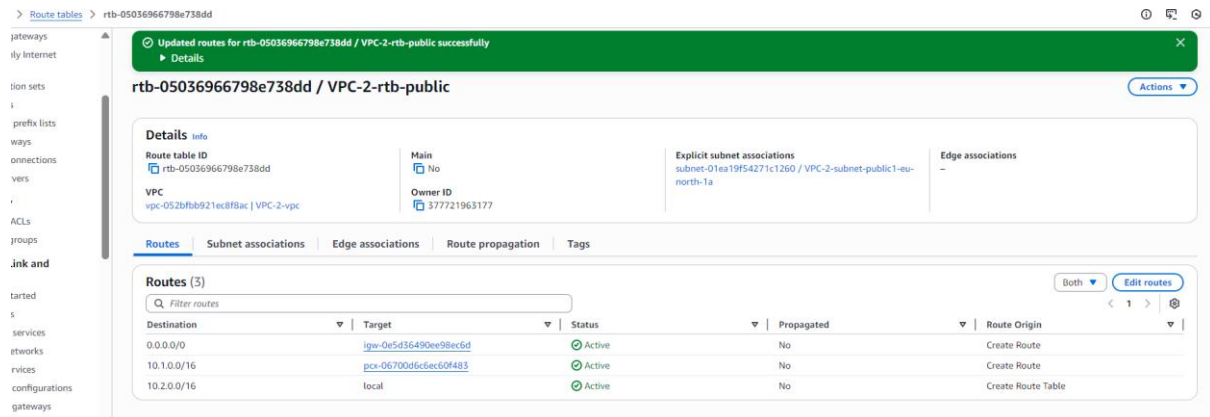 > Route tables > rtb-05036966798e738dd
gateways
nly Internet
tion sets
s
prefix lists
ways
onnections
vers
ACLs
groups
ink and
tarted
s
services
etworks
rvices
configurations
gateways
Updated routes for rtb-05036966798e738dd / VPC-2-rtb-public successfully
Details
rtb-05036966798e738dd / VPC-2-rtb-public
Actions
Details Info
Route table ID
rtb-05036966798e738dd
Main
No
Explicit subnet associations
subnet-01ea19f54271c1260 / VPC-2-subnet-public1-eu-
north-1a
Edge associations
–
VPC
vpc-052bfbb921ec8f8ac | VPC-2-vpc
Owner ID
377721963177
Routes Subnet associations Edge associations Route propagation Tags
Routes (3)
Both Edit routes
Filter routes
1
Destination Target Status Propagated Route Origin
0.0.0.0/0 igw-0e5d36490ee98ec6d Active No Create Route
10.1.0.0/16 pcx-06700d6c6ec60f483 Active No Create Route
10.2.0.0/16 local Active No Create Route Table